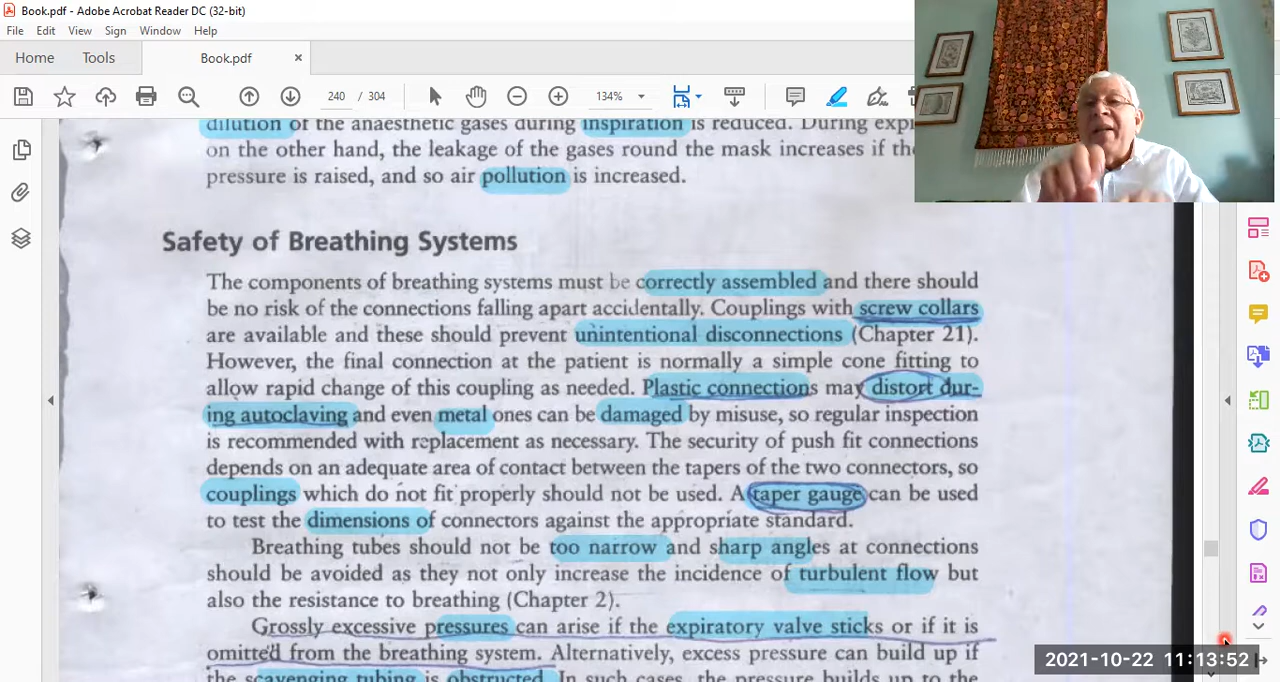 Book.pdf - Adobe Acrobat Reader DC (32-bit)
File Edit View Sign Window Help
Home Tools Book.pdf ×
240 / 304 134%
dilution of the anaesthetic gases during inspiration is reduced. During exp
on the other hand, the leakage of the gases round the mask increases if the
pressure is raised, and so air pollution is increased.
Safety of Breathing Systems
The components of breathing systems must be correctly assembled and there should
be no risk of the connections falling apart accidentally. Couplings with screw collars
are available and these should prevent unintentional disconnections (Chapter 21).
However, the final connection at the patient is normally a simple cone fitting to
allow rapid change of this coupling as needed. Plastic connections may distort dur-
ing autoclaving and even metal ones can be damaged by misuse, so regular inspection
is recommended with replacement as necessary. The security of push fit connections
depends on an adequate area of contact between the tapers of the two connectors, so
couplings which do not fit properly should not be used. A taper gauge can be used
to test the dimensions of connectors against the appropriate standard.
Breathing tubes should not be too narrow and sharp angles at connections
should be avoided as they not only increase the incidence of turbulent flow but
also the resistance to breathing (Chapter 2).
Grossly excessive pressures can arise if the expiratory valve sticks or if it is
omitted from the breathing system. Alternatively, excess pressure can build up if
the scavenging tubing is obstructed. In such cases, the pressure builds up to the
2021-10-22 11:13:52